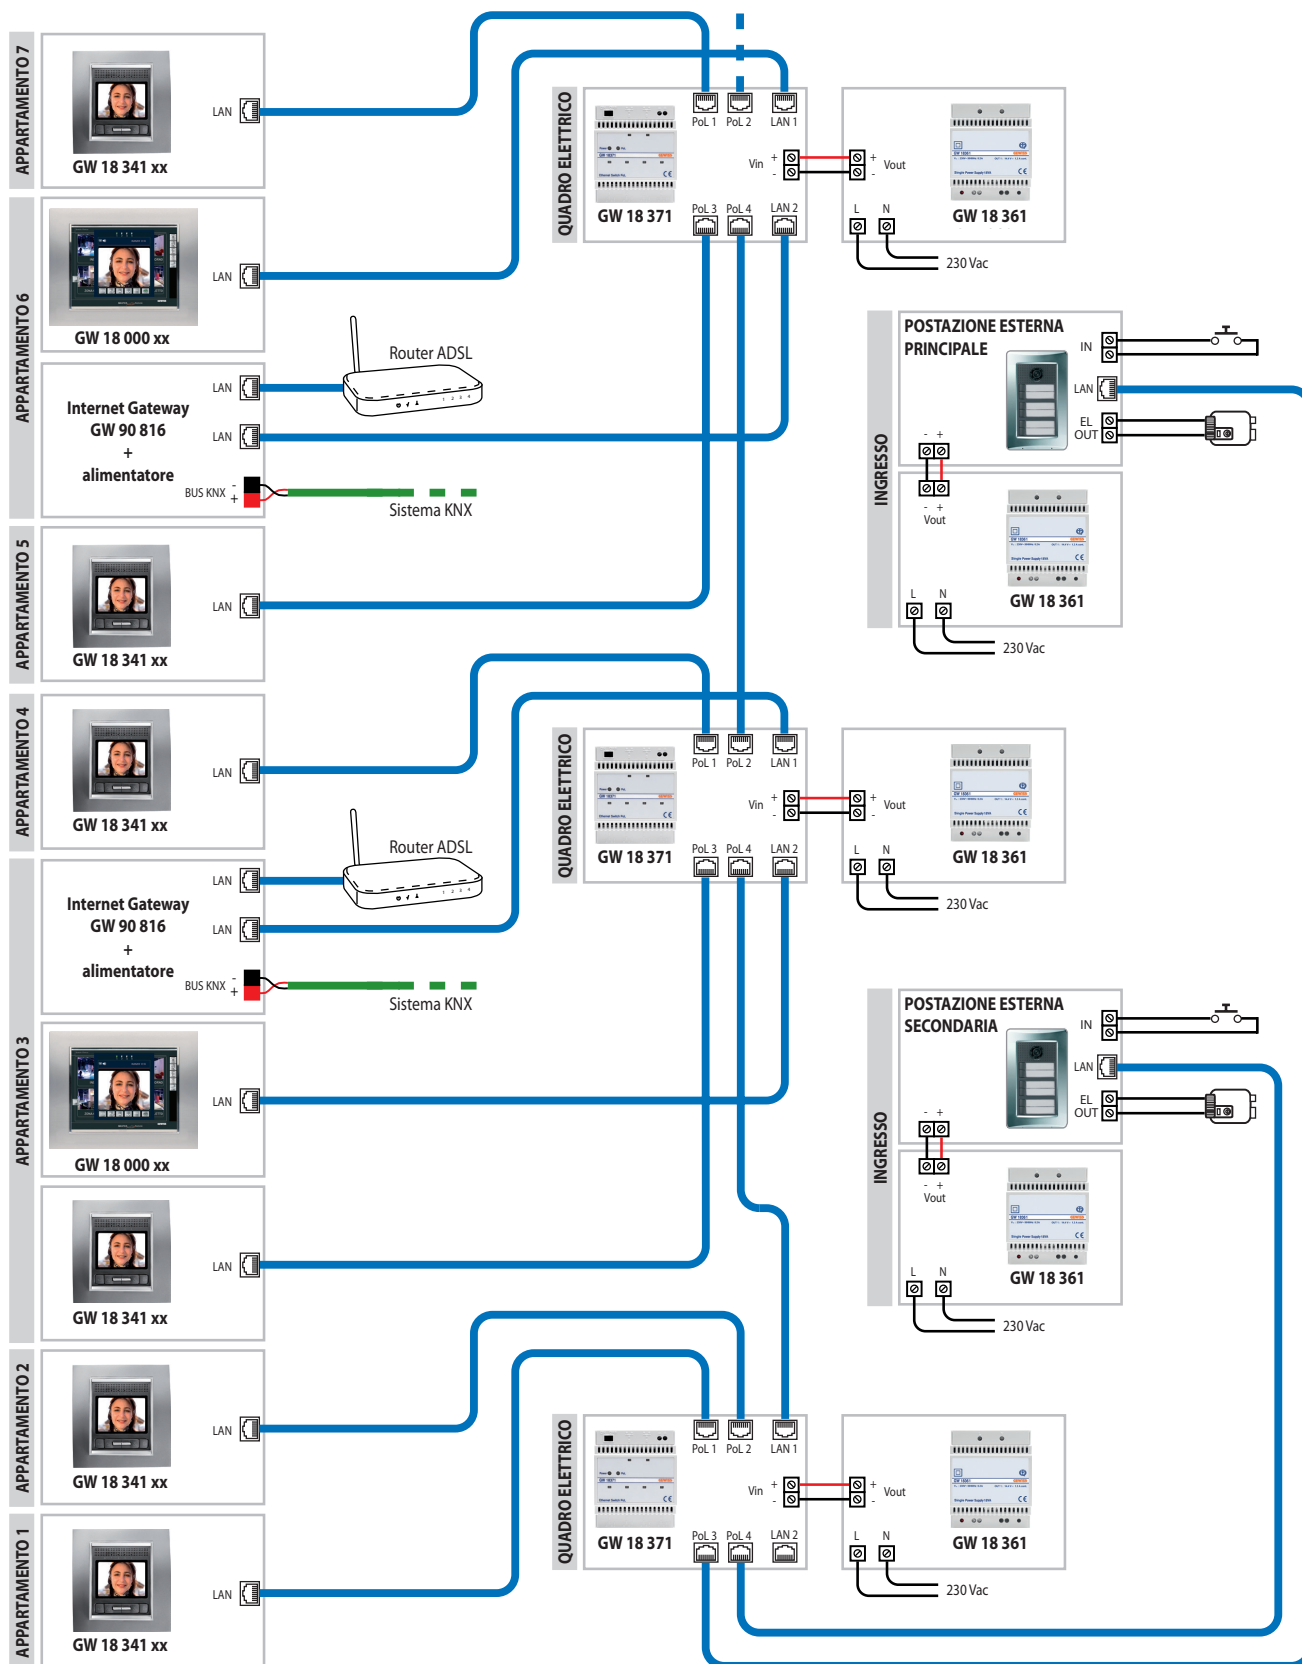 APPARTAMENTO 7
LAN
GW 18 341 xx
APPARTAMENTO 6
LAN
GW 18 000 xx
Internet Gateway
GW 90 816
+
alimentatore
LAN
LAN
BUS KNX
-
+
Router ADSL
Sistema KNX
APPARTAMENTO 5
LAN
GW 18 341 xx
APPARTAMENTO 4
LAN
GW 18 341 xx
APPARTAMENTO 3
Internet Gateway
GW 90 816
+
alimentatore
LAN
LAN
BUS KNX
-
+
Router ADSL
Sistema KNX
LAN
GW 18 000 xx
LAN
GW 18 341 xx
APPARTAMENTO 2
LAN
GW 18 341 xx
APPARTAMENTO 1
LAN
GW 18 341 xx
QUADRO ELETTRICO
PoL 1 PoL 2 LAN 1
Vin + -
+ - Vout
GW 18 371
PoL 3 PoL 4 LAN 2
L N
GW 18 361
230 Vac
QUADRO ELETTRICO
PoL 1 PoL 2 LAN 1
Vin + -
+ - Vout
GW 18 371
PoL 3 PoL 4 LAN 2
L N
GW 18 361
230 Vac
QUADRO ELETTRICO
PoL 1 PoL 2 LAN 1
Vin + -
+ - Vout
GW 18 371
PoL 3 PoL 4 LAN 2
L N
GW 18 361
230 Vac
INGRESSO
POSTAZIONE ESTERNA
PRINCIPALE
IN
LAN
EL
OUT
- +
- +
Vout
GW 18 361
L N
230 Vac
INGRESSO
POSTAZIONE ESTERNA
SECONDARIA
IN
LAN
EL
OUT
- +
- +
Vout
GW 18 361
L N
230 Vac